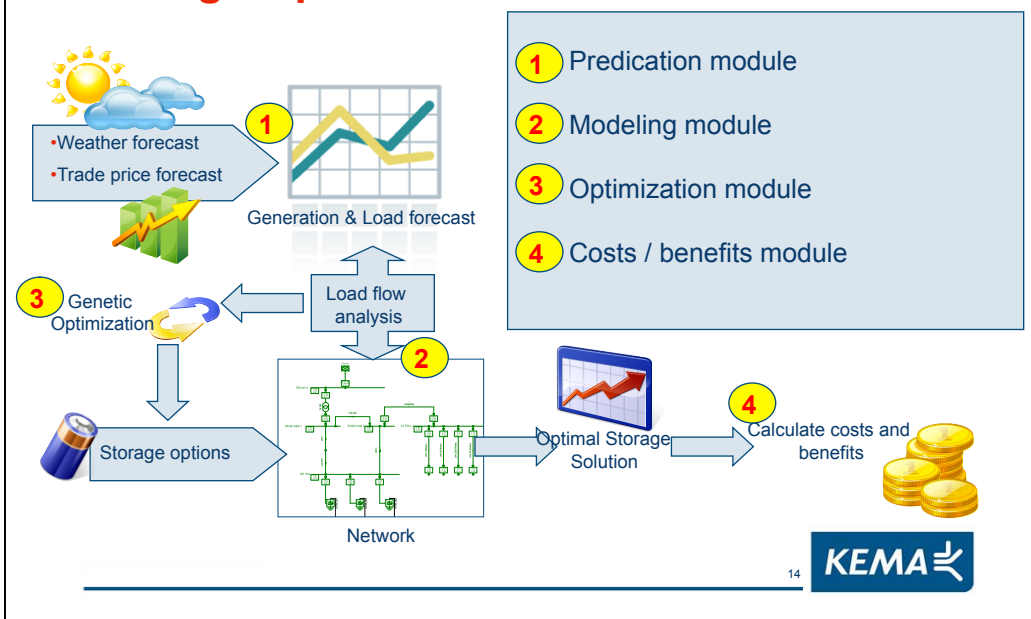 1 Predication module
2 Modeling module
3 Optimization module
4 Costs / benefits module
•Weather forecast
•Trade price forecast
1
Generation & Load forecast
Load flow
analysis
3
Genetic
Optimization
2
Storage options
Network
Optimal Storage
Solution
4
Calculate costs and
benefits
14
KEMA